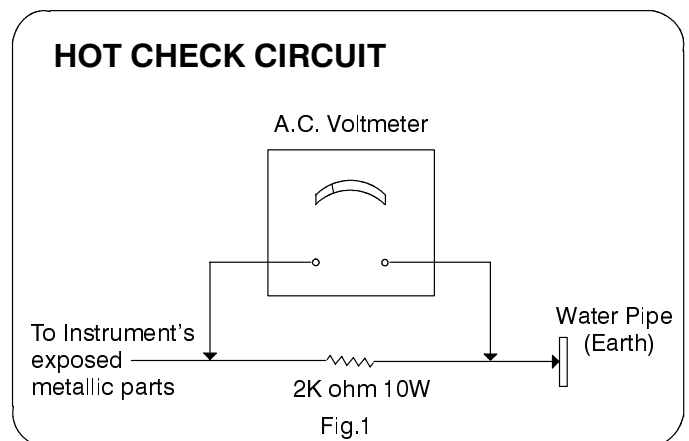 HOT CHECK CIRCUIT
A.C. Voltmeter
To Instrument's
exposed
metallic parts
Water Pipe
(Earth)
2K ohm 10W
Fig.1